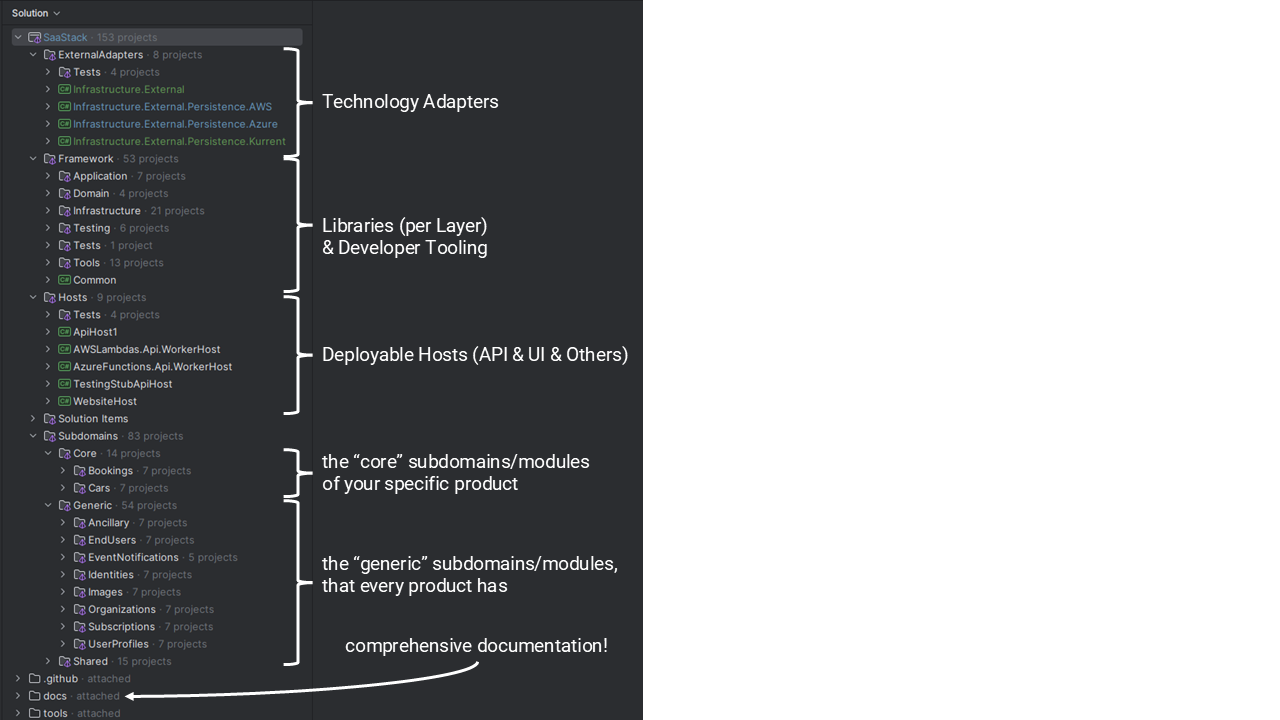 Solution
SaaStack · 153 projects
ExternalAdapters · 8 projects
Tests · 4 projects
Infrastructure.External
Infrastructure.External.Persistence.AWS
Infrastructure.External.Persistence.Azure
Infrastructure.External.Persistence.Kurrent
Technology Adapters
Framework · 53 projects
Application · 7 projects
Domain · 4 projects
Infrastructure · 21 projects
Testing · 6 projects
Tests · 1 project
Tools · 13 projects
C# Common
Libraries (per Layer)
& Developer Tooling
Hosts · 9 projects
Tests · 4 projects
C# ApiHost1
C# AWSLambdas.Api.WorkerHost
C# AzureFunctions.Api.WorkerHost
C# TestingStubApiHost
C# WebsiteHost
Deployable Hosts (API & UI & Others)
Solution Items
Subdomains · 83 projects
Core · 14 projects
Bookings · 7 projects
Cars · 7 projects
the “core” subdomains/modules
of your specific product
Generic · 54 projects
Ancillary · 7 projects
EndUsers · 7 projects
EventNotifications · 5 projects
Identities · 7 projects
Images · 7 projects
Organizations · 7 projects
Subscriptions · 7 projects
UserProfiles · 7 projects
the “generic” subdomains/modules,
that every product has
Shared · 15 projects
comprehensive documentation!
.github · attached
docs · attached
tools · attached